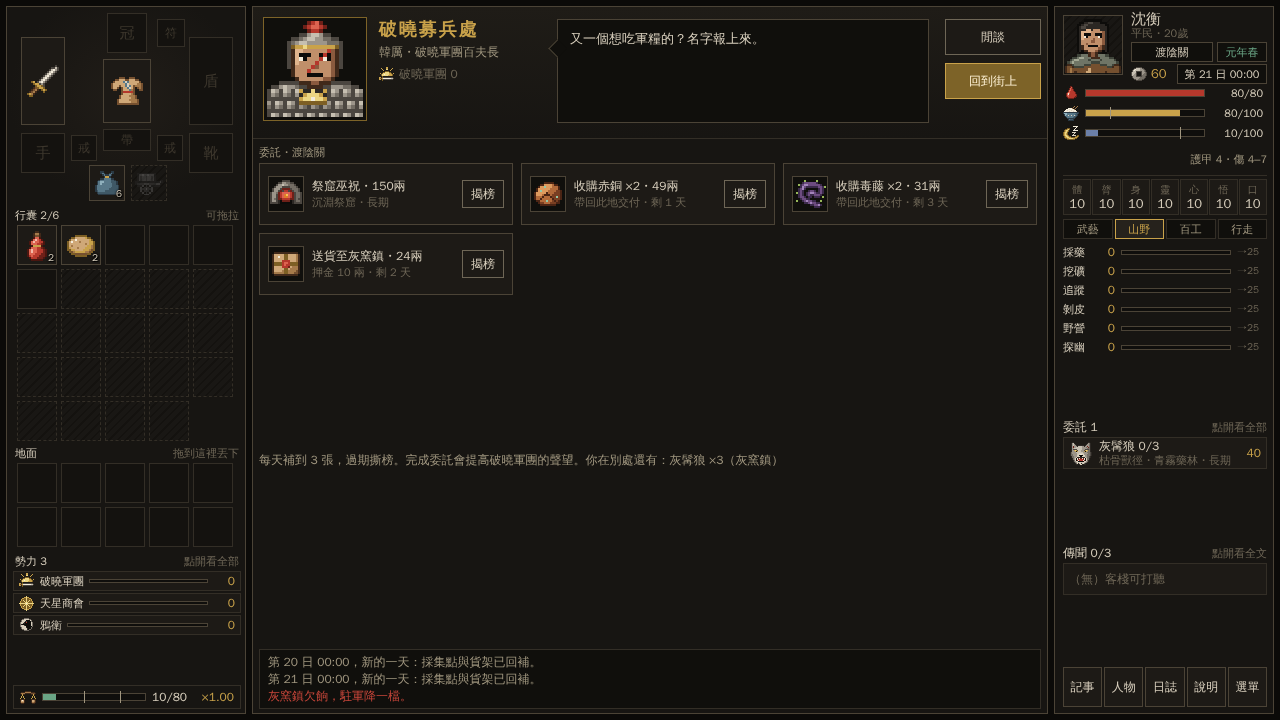 冠
符
盾
手
戒
帶
戒
靴
6
行囊 2/6
可拖拉
2
2
地面
拖到這裡丟下
勢力 3
點開看全部
破曉軍團
0
天星商會
0
鴉衛
0
10/80
×1.00
破曉募兵處
韓厲・破曉軍團百夫長
破曉軍團 0
又一個想吃軍糧的？名字報上來。
閒談
回到街上
委託・渡陰關
祭窟巫祝・150兩
沉淵祭窟・長期
揭榜
收購赤銅 ×2・49兩
帶回此地交付・剩 1 天
揭榜
收購毒藤 ×2・31兩
帶回此地交付・剩 3 天
揭榜
送貨至灰窯鎮・24兩
押金 10 兩・剩 2 天
揭榜
每天補到 3 張，過期撕榜。完成委託會提高破曉軍團的聲望。你在別處還有：灰鬃狼 ×3（灰窯鎮）
第 20 日 00:00，新的一天：採集點與貨架已回補。
第 21 日 00:00，新的一天：採集點與貨架已回補。
灰窯鎮欠餉，駐軍降一檔。
沈衡
平民・20歲
渡陰關
元年春
60
第 21 日 00:00
80/80
80/100
10/100
護甲 4・傷 4–7
體
臂
身
靈
心
悟
口
10
10
10
10
10
10
10
武藝
山野
百工
行走
採藥
0
→25
挖礦
0
→25
追蹤
0
→25
剝皮
0
→25
野營
0
→25
探幽
0
→25
委託 1
點開看全部
灰鬃狼 0/3
枯骨獸徑・青霧藥林・長期
40
傳聞 0/3
點開看全文
（無）客棧可打聽
記事
人物
日誌
說明
選單